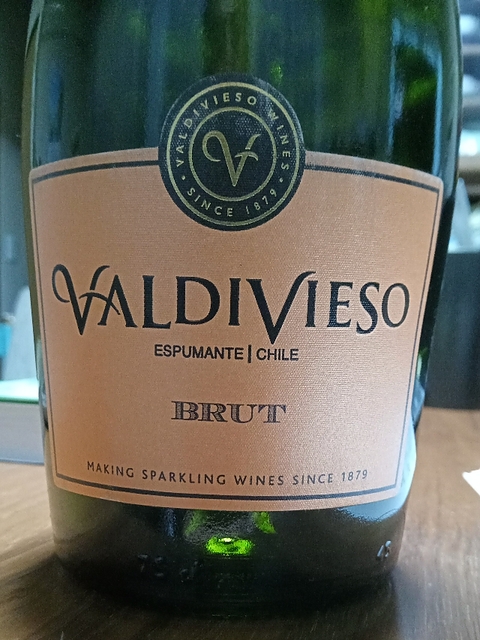 VALDIVIESO WINES
V
• SINCE 1879 •
VALDIVIESO
ESPUMANTE | CHILE
BRUT
MAKING SPARKLING WINES SINCE 1879